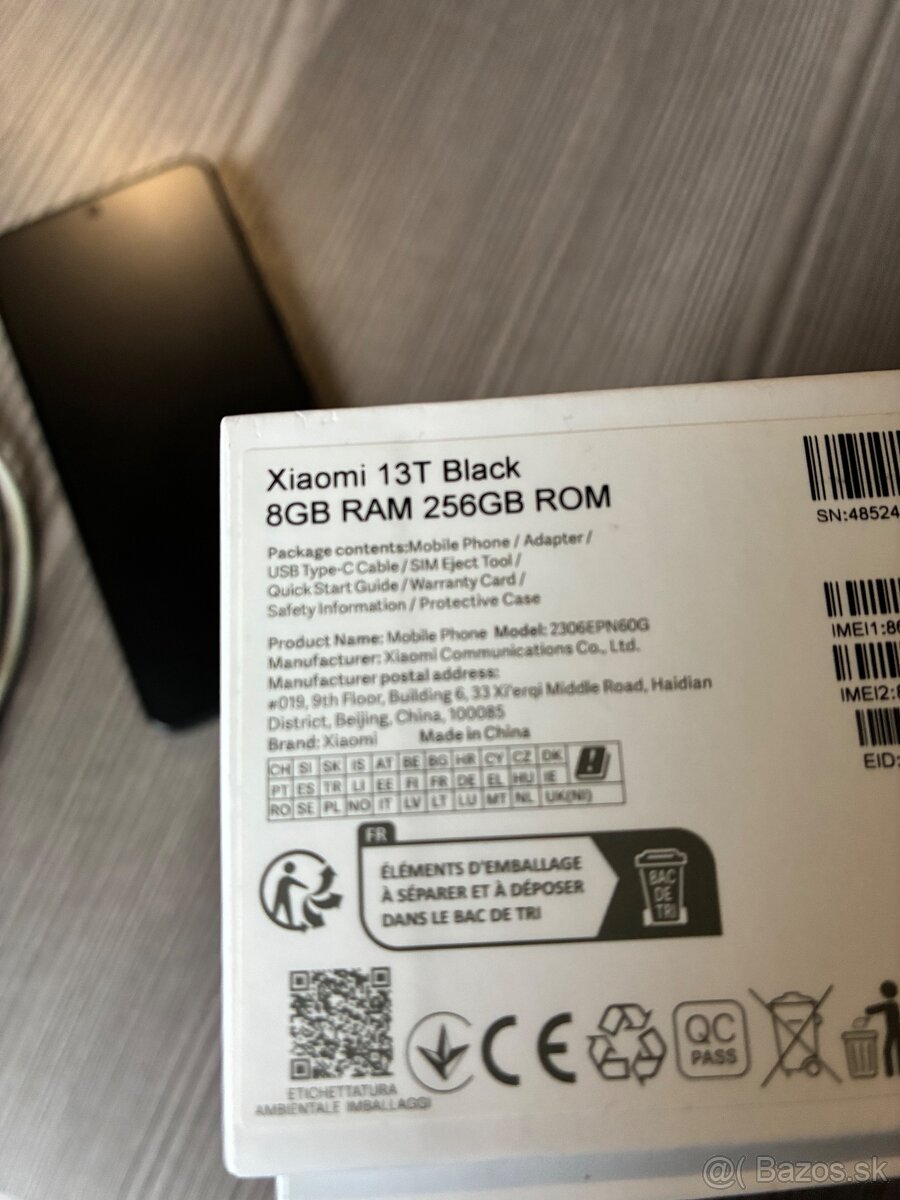 Xiaomi 13T Black
8GB RAM 256GB ROM
Package contents:Mobile Phone / Adapter /
USB Type-C Cable / SIM Eject Tool /
Quick Start Guide / Warranty Card /
Safety Information / Protective Case
Product Name: Mobile Phone Model: 2306EPN60G
Manufacturer: Xiaomi Communications Co., Ltd.
Manufacturer postal address:
#019, 9th Floor, Building 6, 33 Xi'erqi Middle Road, Haidian
District, Beijing, China, 100085
Brand: Xiaomi Made in China
CH SI SK IS AT BE BG HR CY CZ DK
PT ES TR LI EE FI FR DE EL HU IE
RO SE PL NO IT LV LT LU MT NL UK(NI)
SN:48524
IMEI1:86
IMEI2:
EID:
FR
ÉLÉMENTS D'EMBALLAGE
À SÉPARER ET À DÉPOSER
DANS LE BAC DE TRI
BAC
DE
TRI
ETICHETTATURA
AMBIENTALE IMBALLAGGI
CE
QC
PASS
@( Bazos.sk